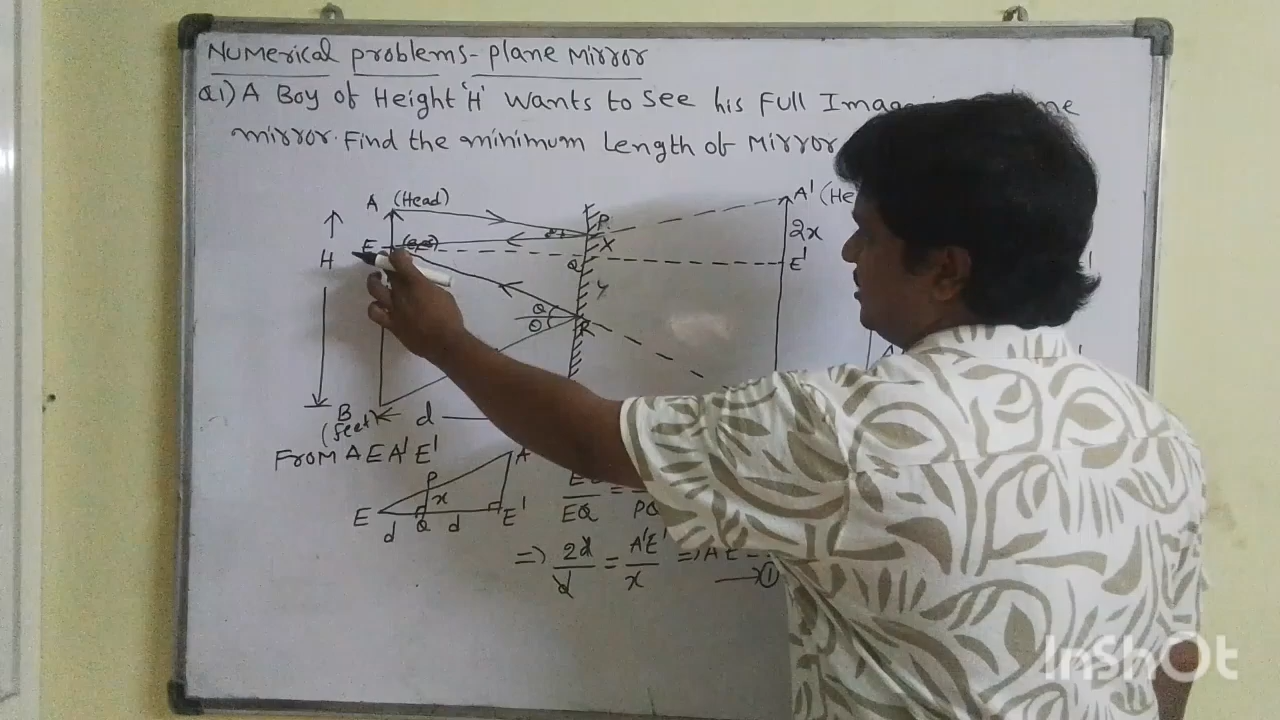 Numerical problems - plane Mirror
Q1) A Boy of Height 'H' wants to see his Full Image
mirror. Find the minimum Length of Mirror
A (Head)
A' (He
H
E
P
X
2x
E'
Q
Y
θ
θ
R
B
(feet)
d
From Δ E A' E'
A
P
x
E
Q
E'
d
d
EQ
=
PQ
=> 2d/d = A'E'/x => A'E'
→ ①
InShOt